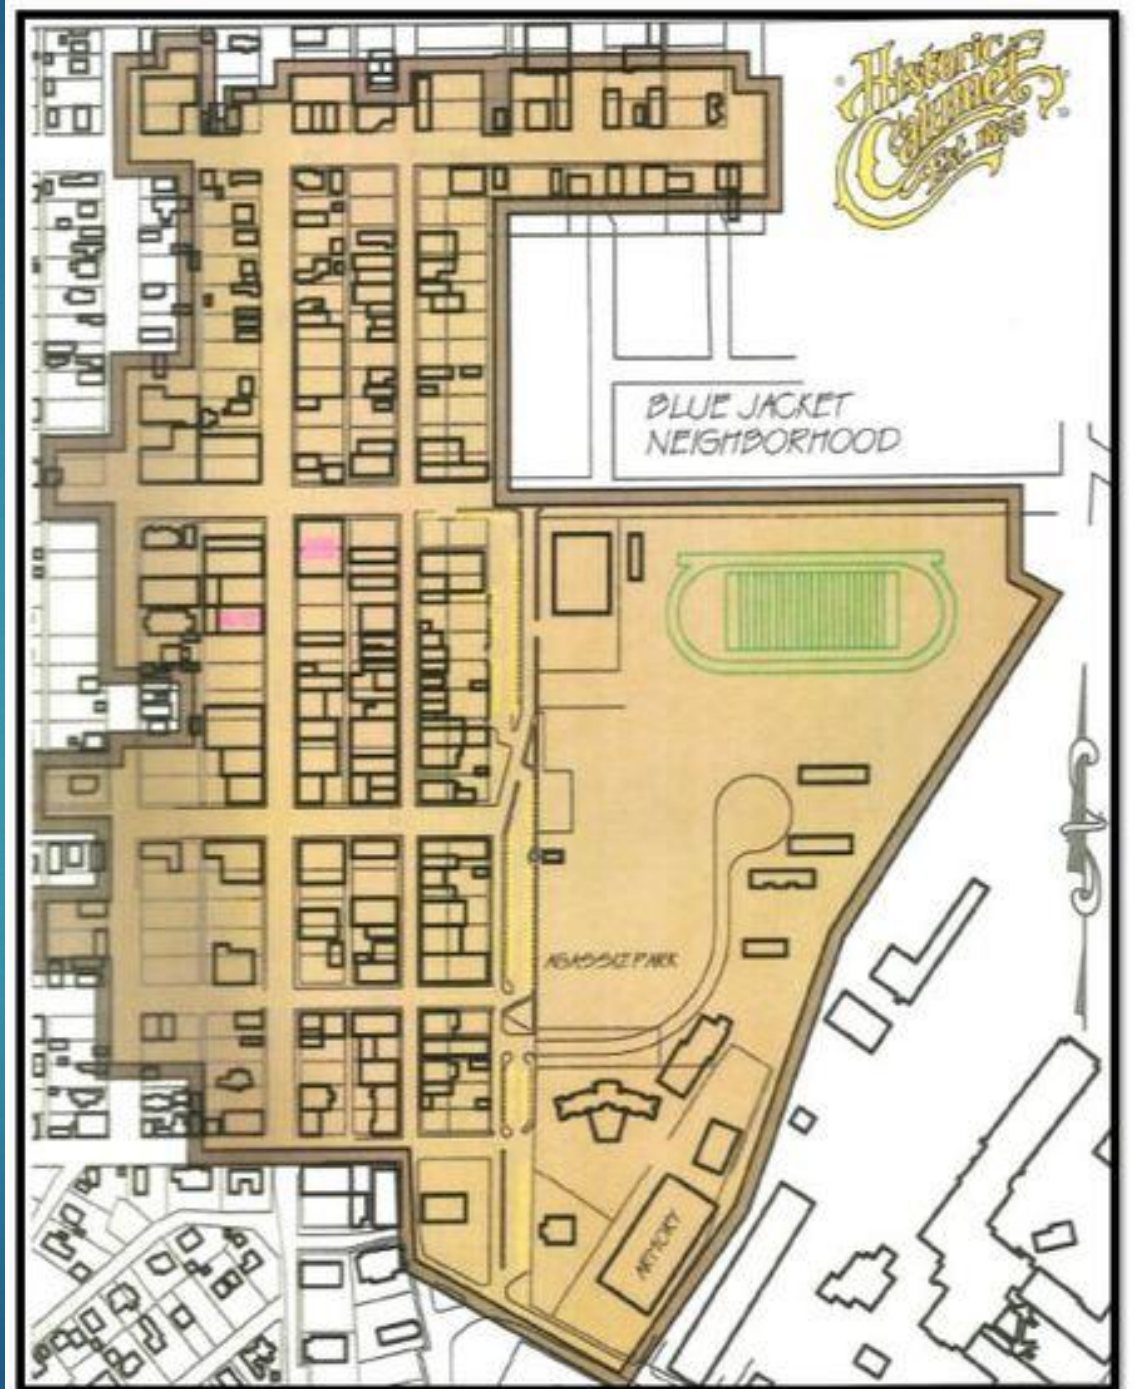 Historic
Calumet
Est. 1875
BLUE JACKET
NEIGHBORHOOD
AGASSIZ PARK
ARMORY